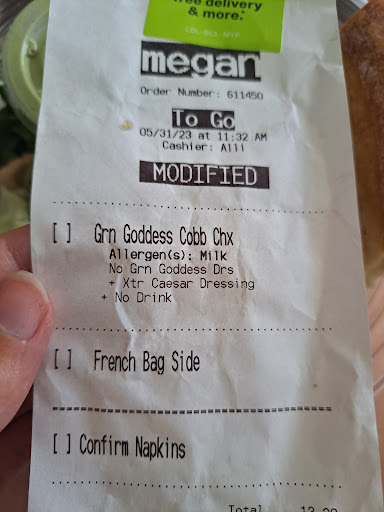 free delivery
& more.*
megan
Order Number: 611450
To Go
05/31/23 at 11:32 AM
Cashier: Alli
MODIFIED
[ ] Grn Goddess Cobb Chx
Allergen(s): Milk
No Grn Goddess Drs
+ Xtr Caesar Dressing
+ No Drink
[ ] French Bag Side
[ ] Confirm Napkins
Total